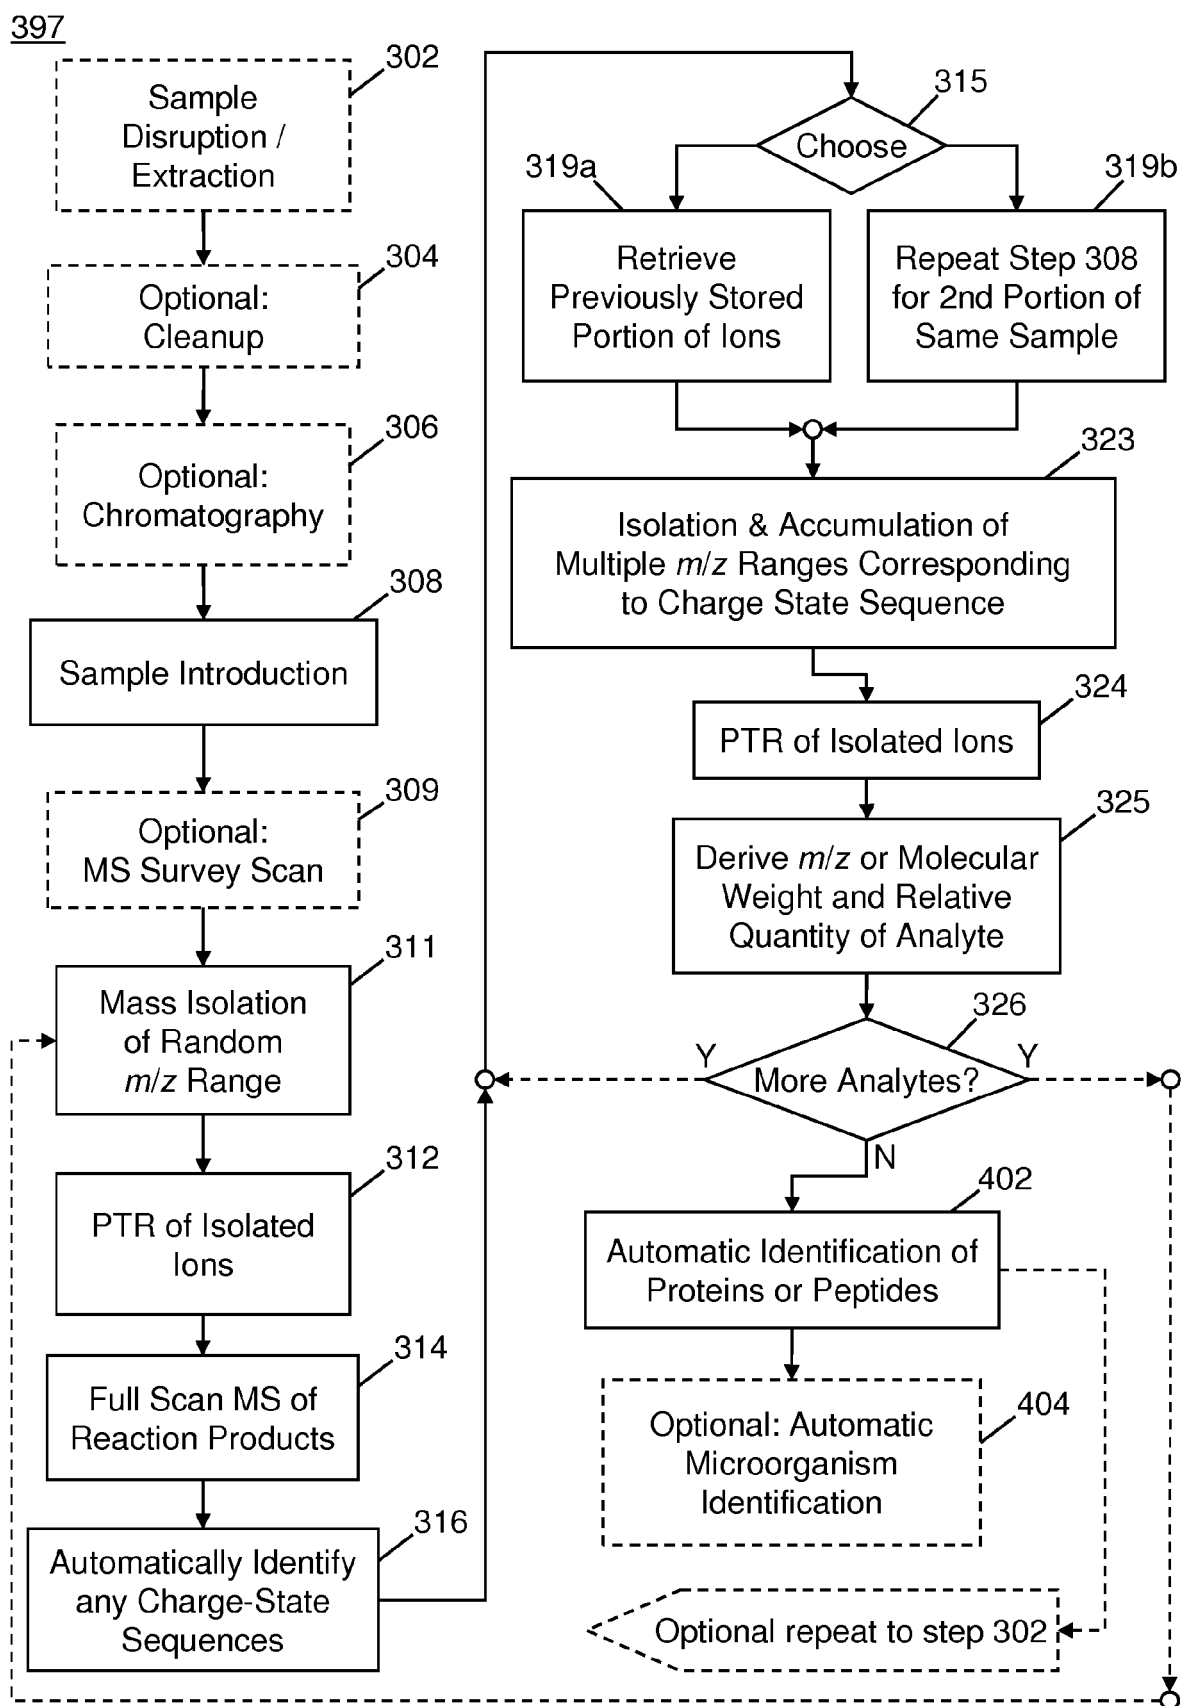 397
302
Sample
Disruption /
Extraction
304
Optional:
Cleanup
306
Optional:
Chromatography
308
Sample Introduction
309
Optional:
MS Survey Scan
311
Mass Isolation
of Random
m/z Range
312
PTR of Isolated
Ions
314
Full Scan MS of
Reaction Products
316
Automatically Identify
any Charge-State
Sequences
315
Choose
319a
Retrieve
Previously Stored
Portion of Ions
319b
Repeat Step 308
for 2nd Portion of
Same Sample
323
Isolation & Accumulation of
Multiple m/z Ranges Corresponding
to Charge State Sequence
324
PTR of Isolated Ions
325
Derive m/z or Molecular
Weight and Relative
Quantity of Analyte
326
Y
More Analytes?
Y
N
402
Automatic Identification of
Proteins or Peptides
404
Optional: Automatic
Microorganism
Identification
Optional repeat to step 302